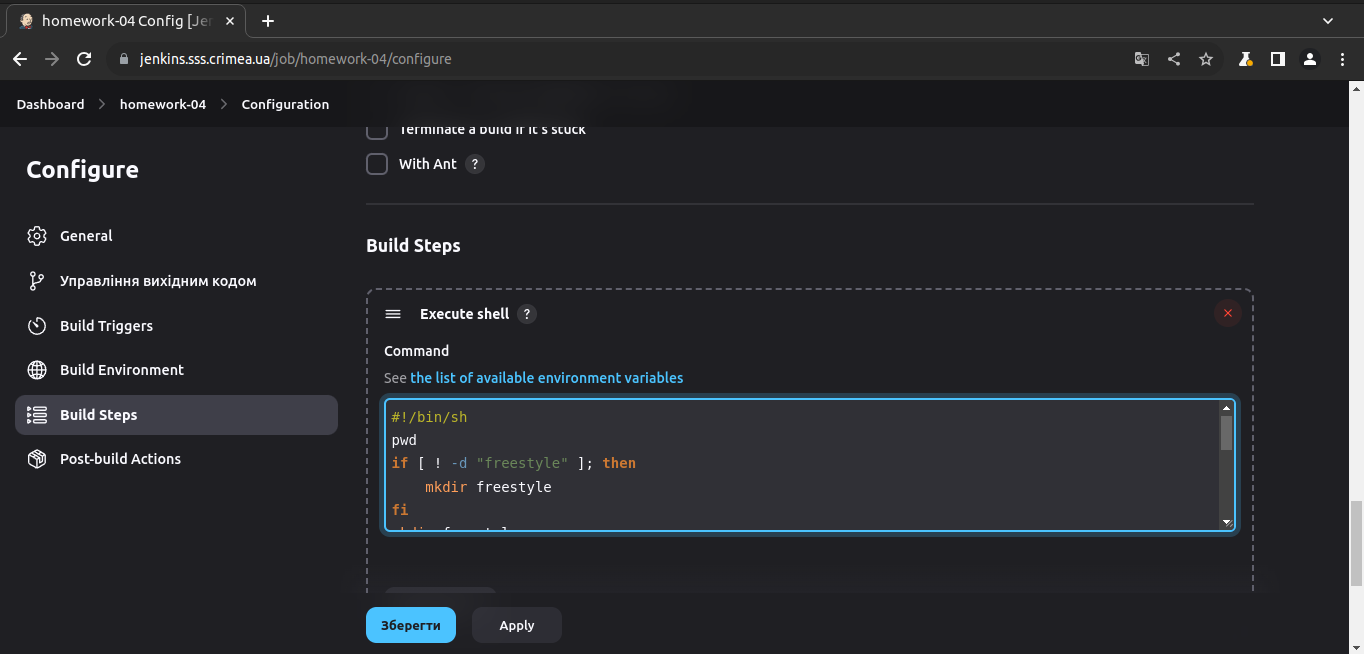 homework-04 Config [Jer
jenkins.sss.crimea.ua/job/homework-04/configure
Dashboard > homework-04 > Configuration
Configure
General
Управління вихідним кодом
Build Triggers
Build Environment
Build Steps
Post-build Actions
Terminate a build if it's stuck
With Ant ?
Build Steps
Execute shell ?
Command
See the list of available environment variables
#!/bin/sh
pwd
if [ ! -d "freestyle" ]; then
mkdir freestyle
fi
Зберегти
Apply